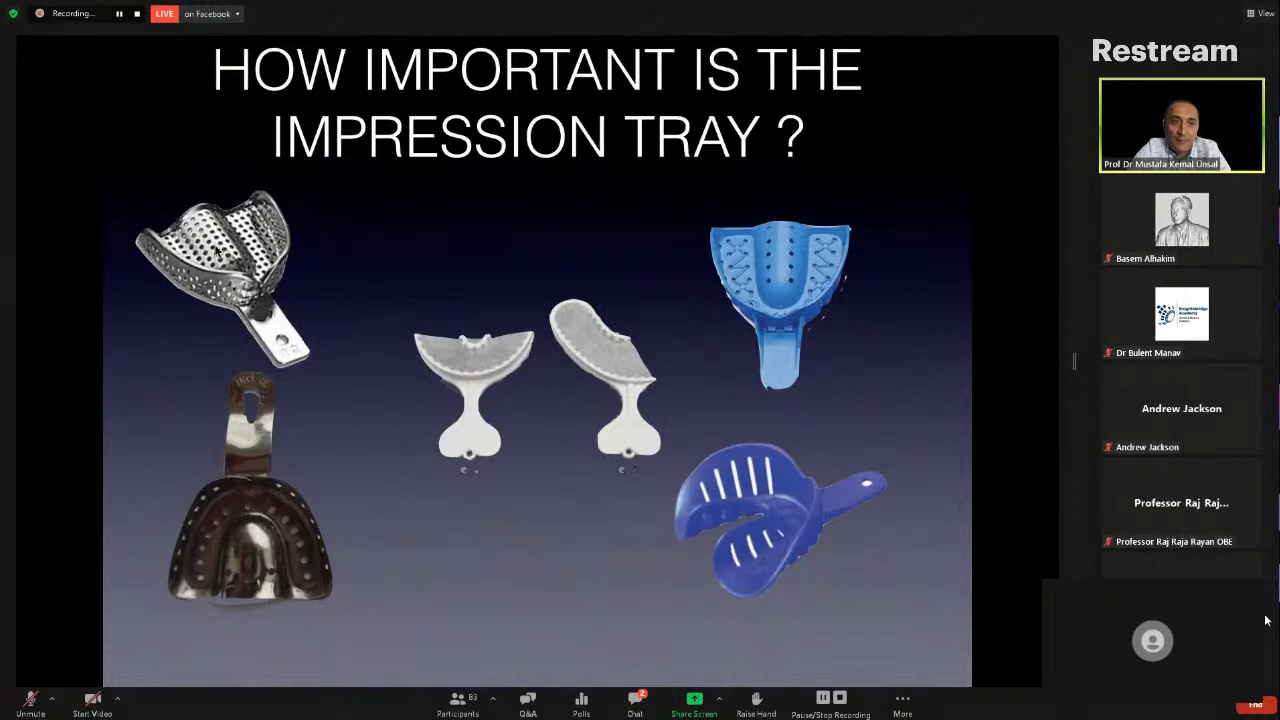 Recording...
LIVE
on Facebook
View
HOW IMPORTANT IS THE
IMPRESSION TRAY ?
Restream
Prof Dr Mustafa Kemal Ünsal
Basem Alhakim
Knightsbridge
Academy
Dr Bulent Manav
Andrew Jackson
Andrew Jackson
Professor Raj Raj...
Professor Raj Raja Rayan OBE
Unmute
Start Video
83
Participants
Q&A
Polls
2
Chat
Share Screen
Raise Hand
Pause/Stop Recording
More
End